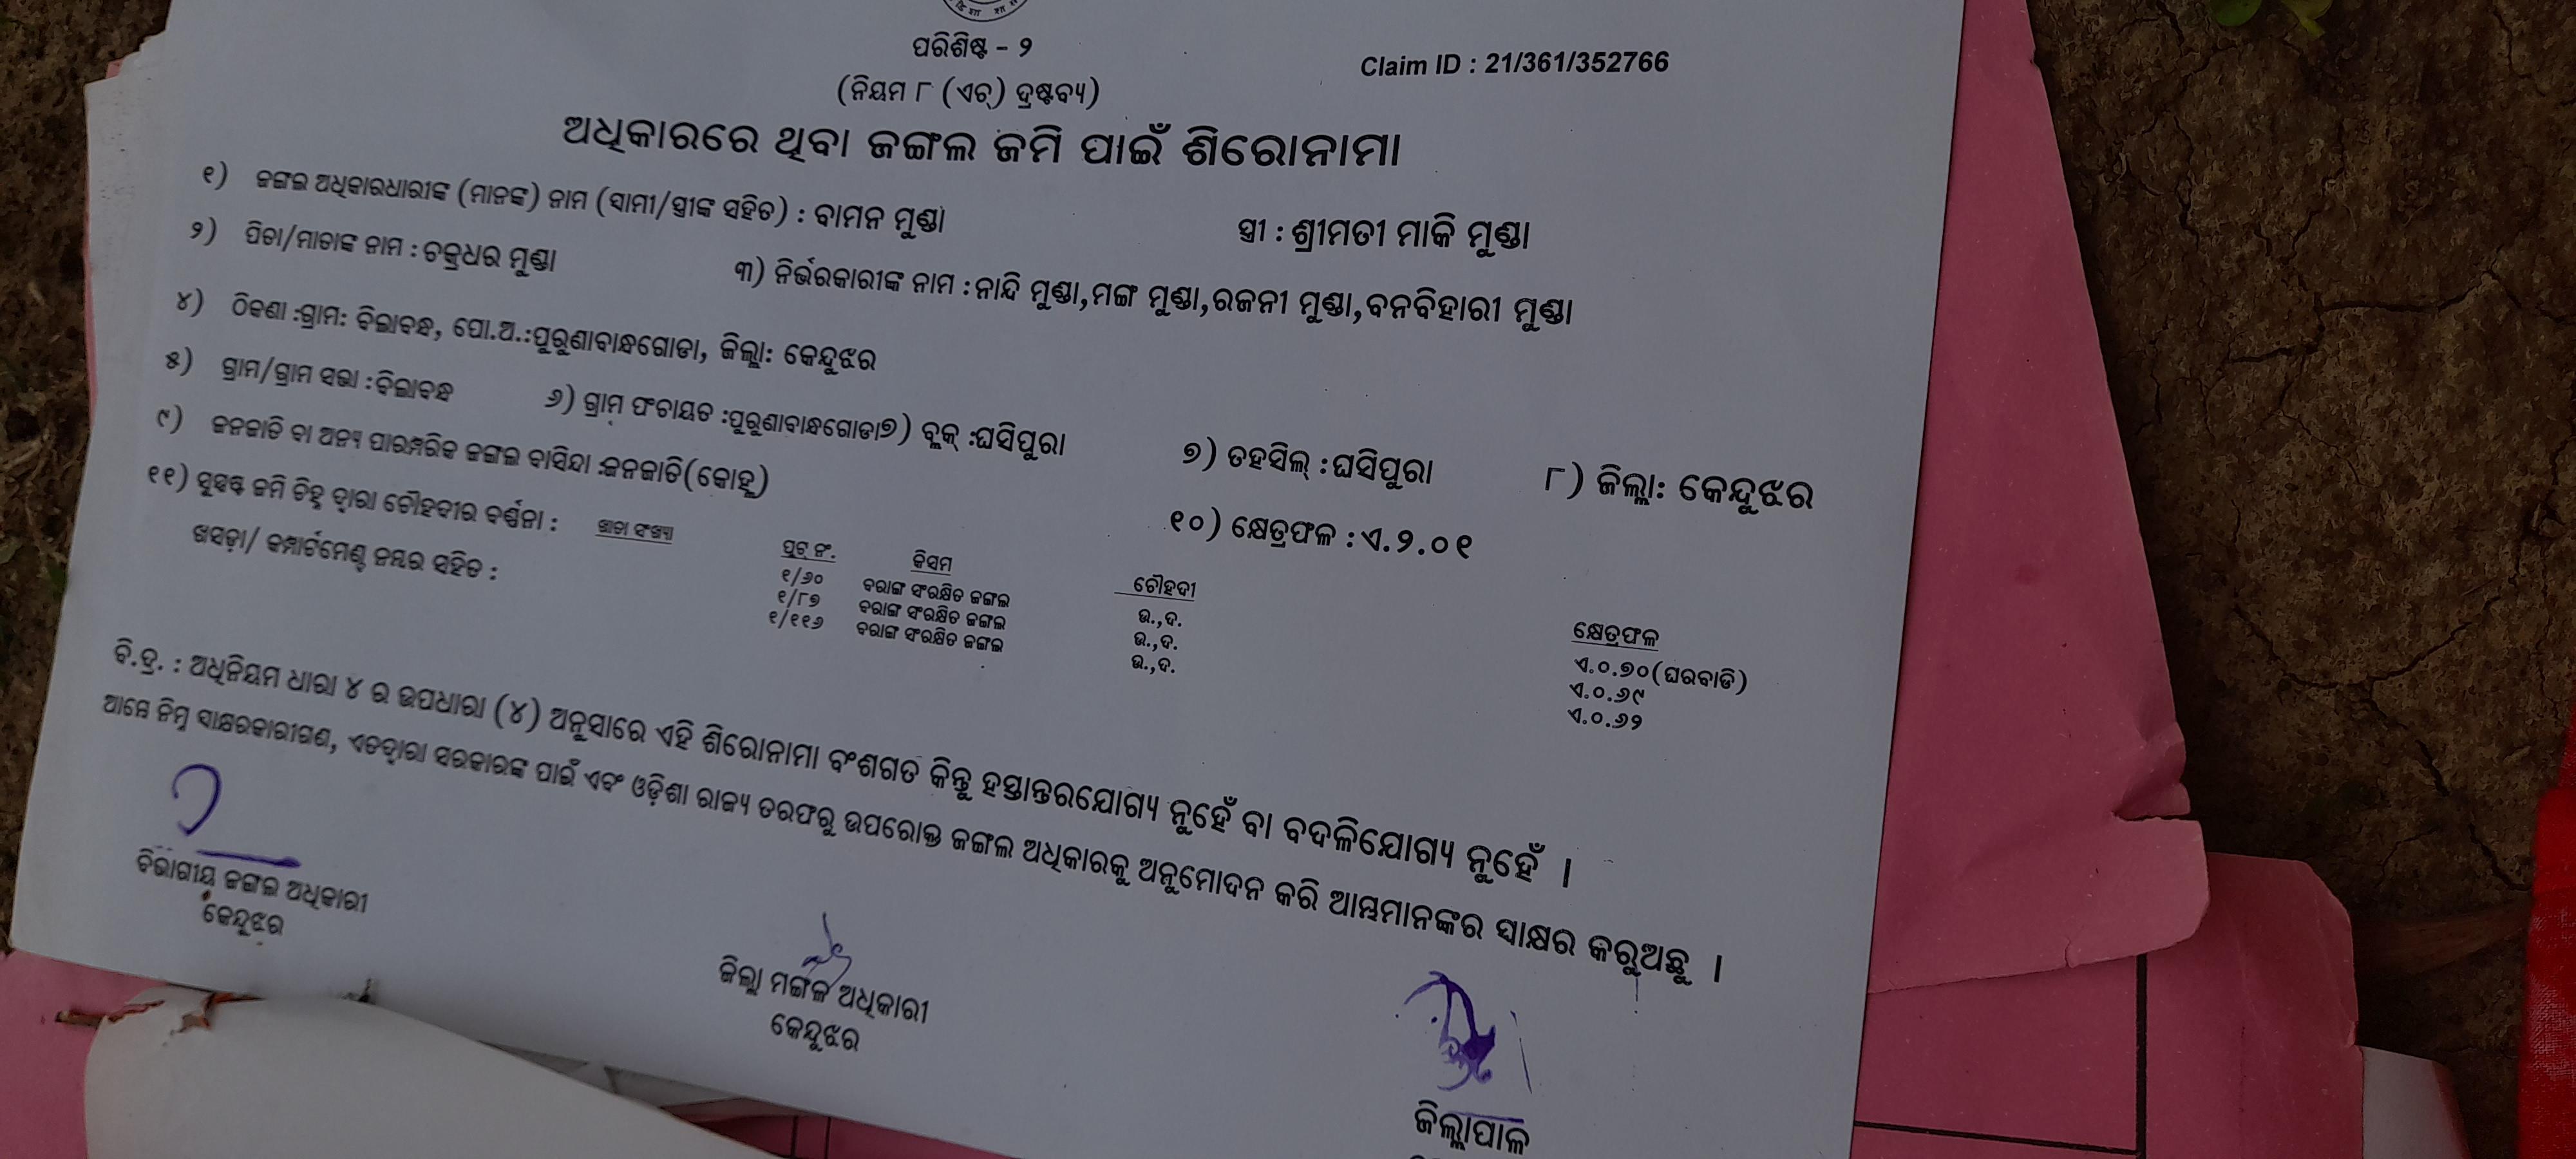 ପରିଶିଷ୍ଟ - ୨
Claim ID : 21/361/352766
(ନିୟମ ୮ (ଏଚ୍) ଦ୍ରଷ୍ଟବ୍ୟ)
ଅଧିକାରରେ ଥିବା ଜଙ୍ଗଲ ଜମି ପାଇଁ ଶିରୋନାମା
୧) ଜଙ୍ଗଲ ଅଧିକାରଧାରୀଙ୍କ (ମାନଙ୍କ) ନାମ (ସାମୀ/ସ୍ତ୍ରୀଙ୍କ ସହିତ) : ବାମନ ମୁଣ୍ଡା ସ୍ତ୍ରୀ : ଶ୍ରୀମତୀ ମାକି ମୁଣ୍ଡା
୨) ପିତା/ମାତାଙ୍କ ନାମ : ଚକ୍ରଧର ମୁଣ୍ଡା ୩) ନିର୍ଭରକାରୀଙ୍କ ନାମ : ନାନ୍ଦି ମୁଣ୍ଡା,ମଙ୍ଗ ମୁଣ୍ଡା,ରଜନୀ ମୁଣ୍ଡା,ବନବିହାରୀ ମୁଣ୍ଡା
୪) ଠିକଣା :ଗ୍ରାମ: ବିଲାବନ୍ଧ, ପୋ.ଅ.:ପୁରୁଣାବାନ୍ଧଗୋଡା, ଜିଲ୍ଲା: କେନ୍ଦୁଝର
୫) ଗ୍ରାମ/ଗ୍ରାମ ସଭା :ବିଲାବନ୍ଧ ୬) ଗ୍ରାମ ଫଚାୟତ :ପୁରୁଣାବାନ୍ଧଗୋଡା୭) ବ୍ଲକ୍ :ଘସିପୁରା ୭) ତହସିଲ୍ : ଘସିପୁରା ୮) ଜିଲ୍ଲା: କେନ୍ଦୁଝର
୯) ଜନଜାତି ବା ଅନ୍ୟ ପାରମ୍ପରିକ ଜଙ୍ଗଲ ବାସିନ୍ଦା :ଜନଜାତି(କୋହ୍ଲ) ୧୦) କ୍ଷେତ୍ରଫଳ : ଏ.୨.୦୧
୧୧) ସୁସ୍ପଷ୍ଟ ଜମି ଚିହ୍ନ ଦ୍ୱାରା ଚୌହଦୀର ବର୍ଣ୍ଣନା : ଖାତା ସଂଖ୍ୟା ପ୍ଲଟ୍ ନଂ. କିସମ ଚୌହଦୀ କ୍ଷେତ୍ରଫଳ
ଖସଡ଼ା/ କମ୍ପାର୍ଟମେଣ୍ଟ ନମ୍ବର ସହିତ :
୧/୬୦ ବରାଙ୍ଗ ସଂରକ୍ଷିତ ଜଙ୍ଗଲ ଉ.,ଦ. ଏ.୦.୭୦(ଘରବାଡି)
୧/୮୭ ବରାଙ୍ଗ ସଂରକ୍ଷିତ ଜଙ୍ଗଲ ଉ.,ଦ. ଏ.୦.୬୯
୧/୧୧୬ ବରାଙ୍ଗ ସଂରକ୍ଷିତ ଜଙ୍ଗଲ ଉ.,ଦ. ଏ.୦.୬୨
ବି.ଦ୍ର. : ଅଧିନିୟମ ଧାରା ୪ ର ଉପଧାରା (୪) ଅନୁସାରେ ଏହି ଶିରୋନାମା ବଂଶଗତ କିନ୍ତୁ ହସ୍ତାନ୍ତରଯୋଗ୍ୟ ନୁହେଁ ବା ବଦଳିଯୋଗ୍ୟ ନୁହେଁ ।
ଆମ୍ଭେ ନିମ୍ନ ସାକ୍ଷରକାରୀଗଣ, ଏତଦ୍ୱାରା ସରକାରଙ୍କ ପାଇଁ ଏବଂ ଓଡ଼ିଶା ରାଜ୍ୟ ତରଫରୁ ଉପରୋକ୍ତ ଜଙ୍ଗଲ ଅଧିକାରକୁ ଅନୁମୋଦନ କରି ଆମ୍ଭମାନଙ୍କର ସ୍ୱାକ୍ଷର କରୁଅଛୁ ।
ବିଭାଗୀୟ ଜଙ୍ଗଲ ଅଧିକାରୀ
କେନ୍ଦୁଝର
ଜିଲ୍ଲା ମଙ୍ଗଳ ଅଧିକାରୀ
କେନ୍ଦୁଝର
ଜିଲ୍ଲାପାଳ